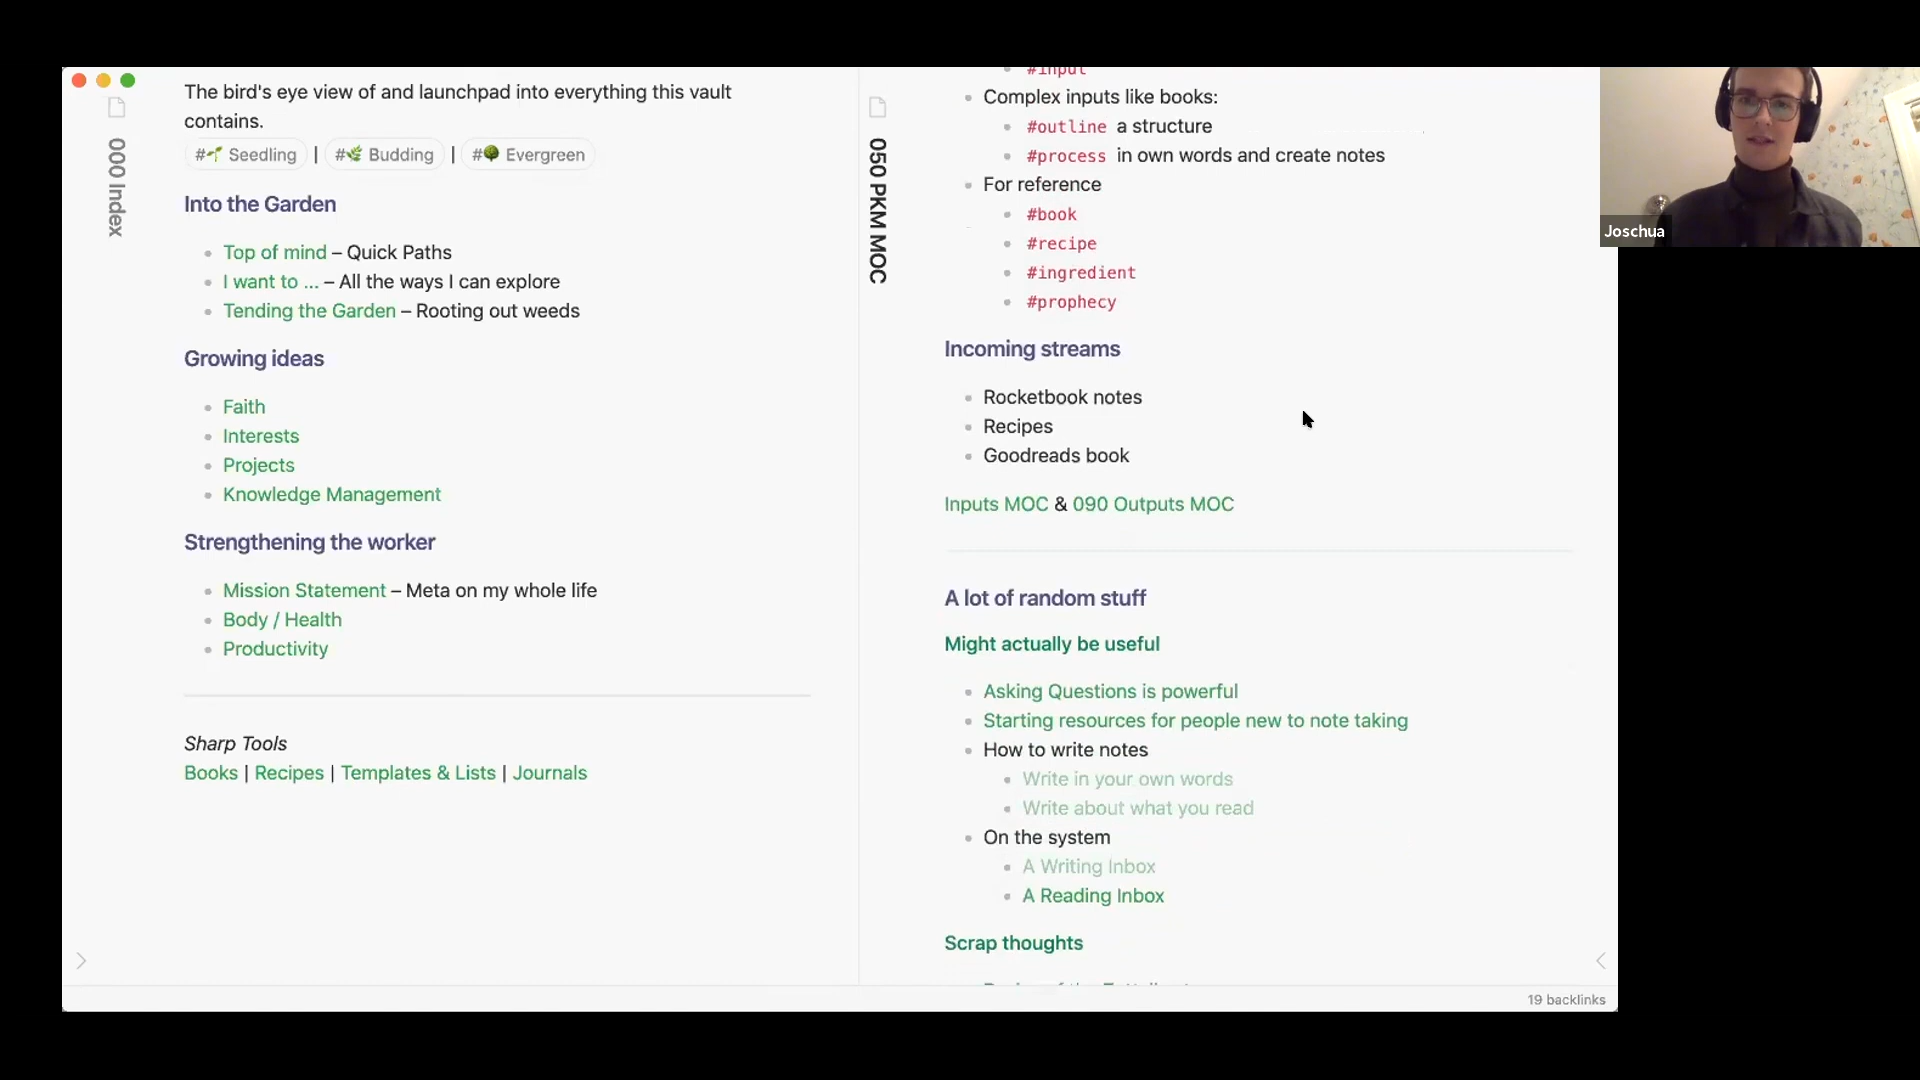 000 Index
The bird's eye view of and launchpad into everything this vault
contains.
#🌱 Seedling | #🌿 Budding | #🌳 Evergreen
Into the Garden
Top of mind – Quick Paths
I want to ... – All the ways I can explore
Tending the Garden – Rooting out weeds
Growing ideas
Faith
Interests
Projects
Knowledge Management
Strengthening the worker
Mission Statement – Meta on my whole life
Body / Health
Productivity
Sharp Tools
Books | Recipes | Templates & Lists | Journals
050 PKM MOC
#input
Complex inputs like books:
#outline a structure
#process in own words and create notes
For reference
#book
#recipe
#ingredient
#prophecy
Incoming streams
Rocketbook notes
Recipes
Goodreads book
Inputs MOC & 090 Outputs MOC
A lot of random stuff
Might actually be useful
Asking Questions is powerful
Starting resources for people new to note taking
How to write notes
Write in your own words
Write about what you read
On the system
A Writing Inbox
A Reading Inbox
Scrap thoughts
19 backlinks
Joschua